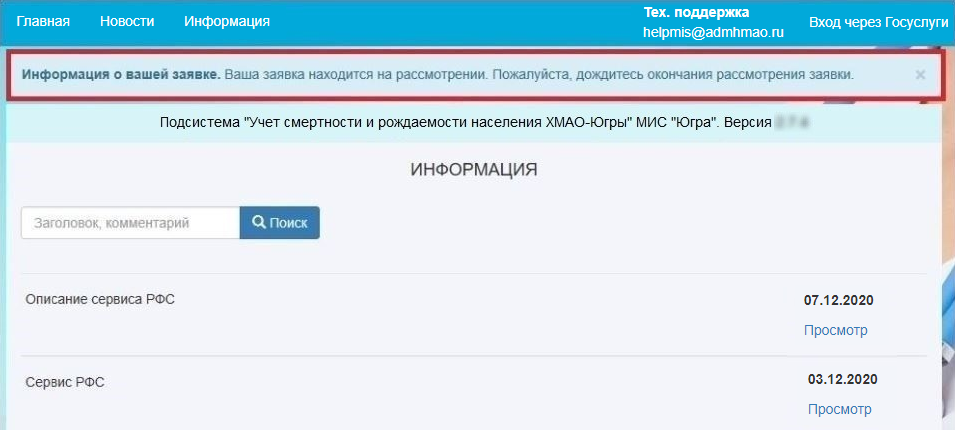 Главная Новости Информация Тех. поддержка Вход через Госуслуги
helpmis@admhmao.ru
Информация о вашей заявке. Ваша заявка находится на рассмотрении. Пожалуйста, дождитесь окончания рассмотрения заявки. ×
Подсистема "Учет смертности и рождаемости населения ХМАО-Югры" МИС "Югра". Версия
ИНФОРМАЦИЯ
Заголовок, комментарий Поиск
Описание сервиса РФС 07.12.2020
Просмотр
Сервис РФС 03.12.2020
Просмотр